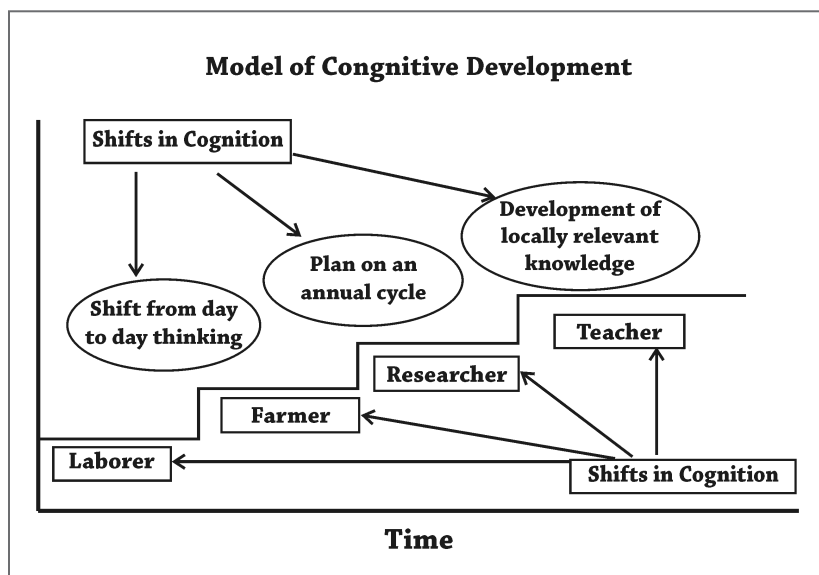 Model of Congnitive Development
Shifts in Cognition
Development of
locally relevant
knowledge
Plan on an
annual cycle
Shift from day
to day thinking
Teacher
Researcher
Farmer
Laborer
Shifts in Cognition
Time